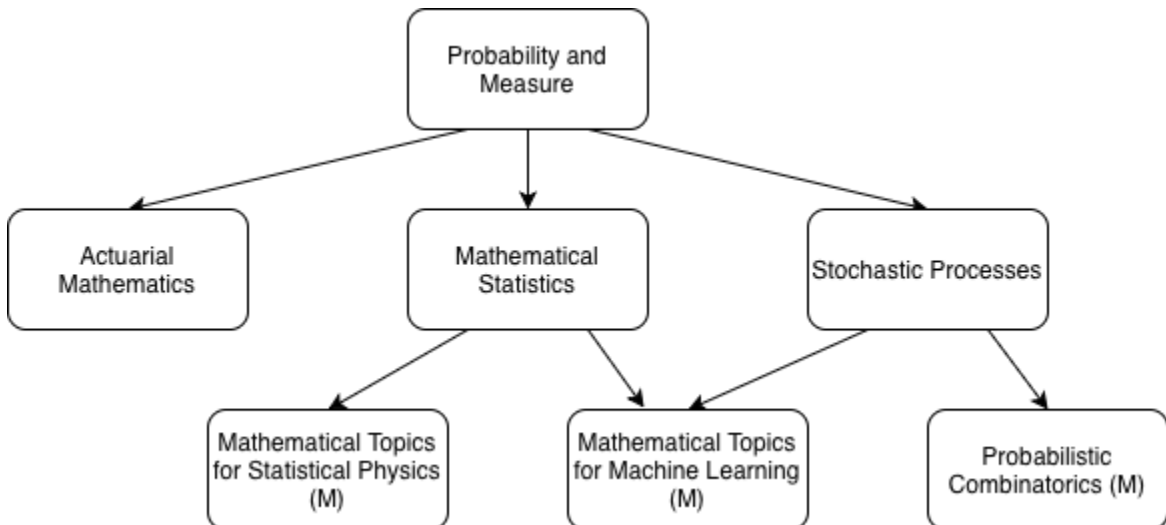 Probability and
Measure
Actuarial
Mathematics
Mathematical
Statistics
Stochastic Processes
Mathematical Topics
for Statistical Physics
(M)
Mathematical Topics
for Machine Learning
(M)
Probabilistic
Combinatorics (M)